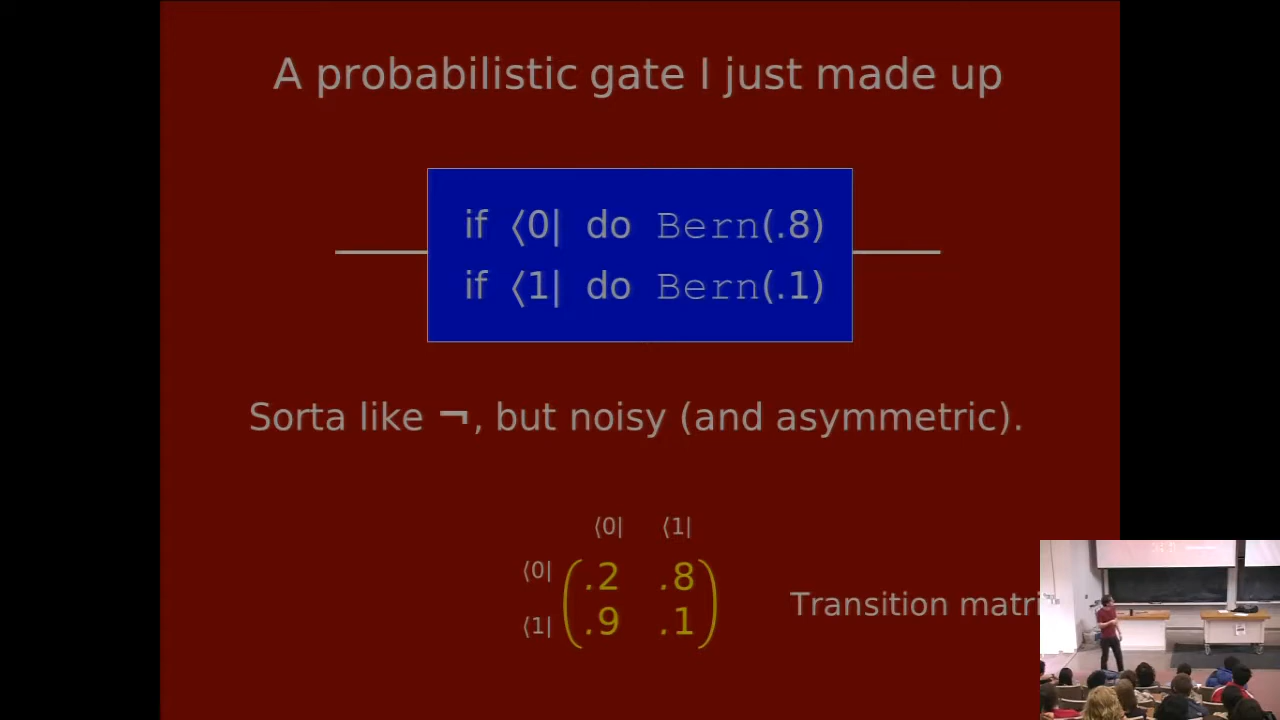 A probabilistic gate I just made up
if ⟨0| do Bern(.8)
if ⟨1| do Bern(.1)
Sorta like ¬, but noisy (and asymmetric).
⟨0| ⟨1|
⟨0| (.2 .8)
⟨1| (.9 .1)
Transition matri